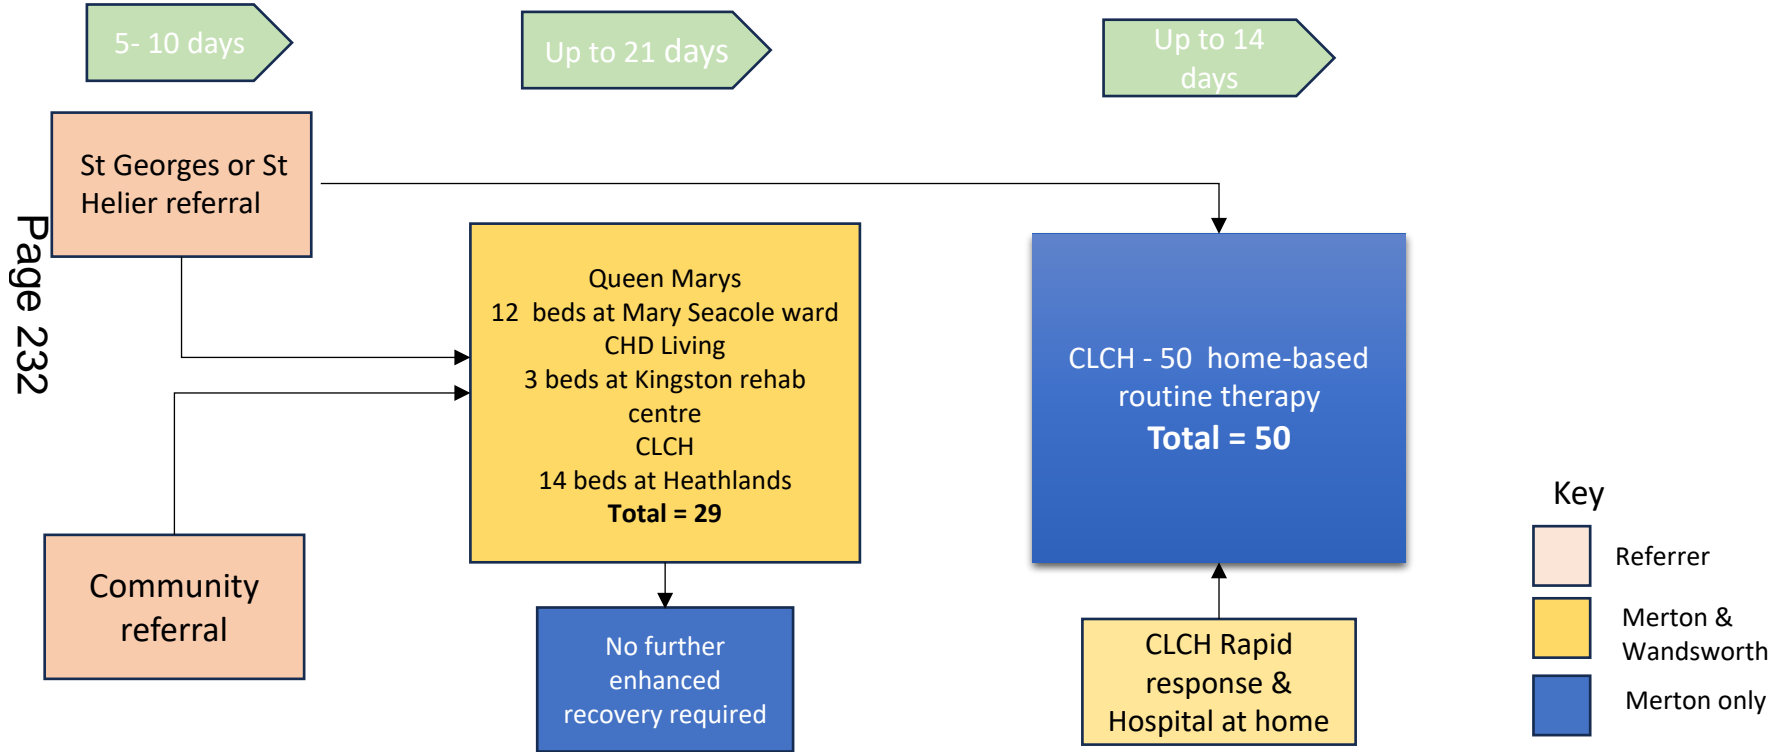 5- 10 days
Up to 21 days
Up to 14
days
St Georges or St
Helier referral
Page 232
Queen Marys
12 beds at Mary Seacole ward
CHD Living
3 beds at Kingston rehab
centre
CLCH
14 beds at Heathlands
Total = 29
CLCH - 50 home-based
routine therapy
Total = 50
Community
referral
No further
enhanced
recovery required
CLCH Rapid
response &
Hospital at home
Key
Referrer
Merton &
Wandsworth
Merton only